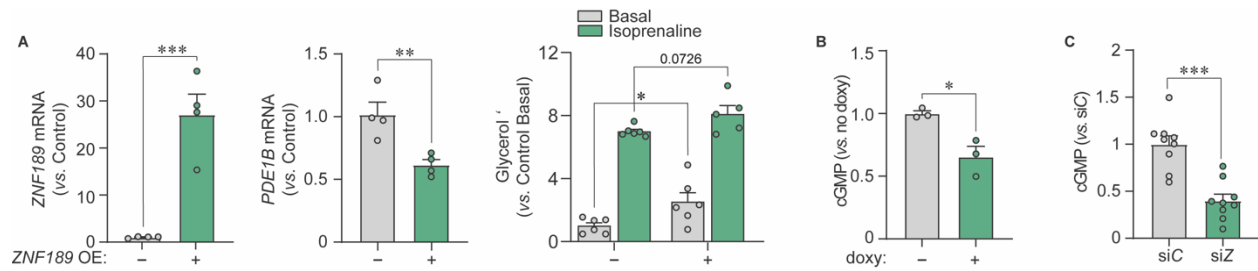 Basal
Isoprenaline
A
ZNF189 mRNA
(vs. Control)
40
30
20
10
0
***
ZNF189 OE: – +
PDE1B mRNA
(vs. Control)
1.5
1.0
0.5
0.0
**
– +
Glycerol ‘
(vs. Control Basal)
12
8
4
0
*
0.0726
– +
B
cGMP (vs. no doxy)
1.5
1.0
0.5
0.0
*
doxy: – +
C
cGMP (vs. siC)
2
1.5
1
0.5
0
***
siC siZ